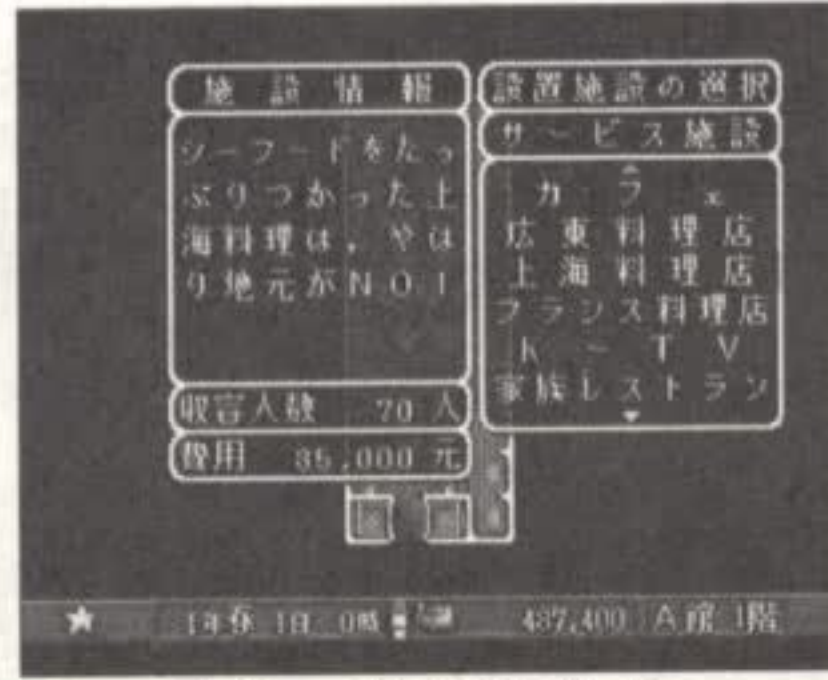 施設情報
シーフードをたっ
ぷりつかった上
海料理は，やは
り地元がNO！
収容人数 70人
費用 35,000元
設置施設の選択
サービス施設
カフェ
広東料理店
上海料理店
フランス料理店
K－TV
家族レストラン
1年春 1日 0時 487,400 A館 1階